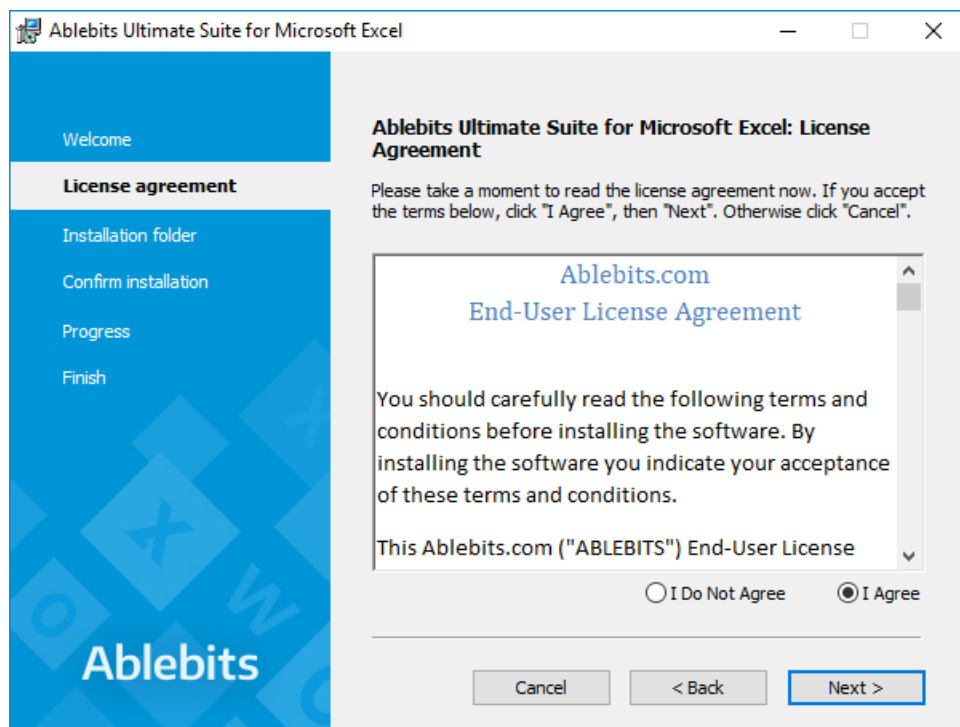 Ablebits Ultimate Suite for Microsoft Excel
Welcome
License agreement
Installation folder
Confirm installation
Progress
Finish
Ablebits
Ablebits Ultimate Suite for Microsoft Excel: License
Agreement
Please take a moment to read the license agreement now. If you accept
the terms below, click "I Agree", then "Next". Otherwise click "Cancel".
Ablebits.com
End-User License Agreement
You should carefully read the following terms and
conditions before installing the software. By
installing the software you indicate your acceptance
of these terms and conditions.
This Ablebits.com ("ABLEBITS") End-User License
I Do Not Agree
I Agree
Cancel
< Back
Next >